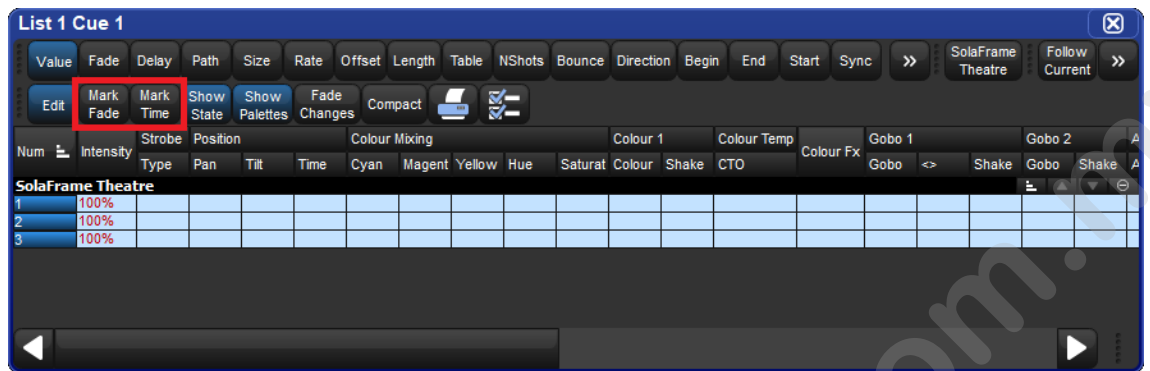 List 1 Cue 1
Value Fade Delay Path Size Rate Offset Length Table NShots Bounce Direction Begin End Start Sync » SolaFrame Theatre Follow Current »
Edit Mark Fade Mark Time Show State Show Palettes Fade Changes Compact
Num Intensity Strobe Position Colour Mixing Colour 1 Colour Temp Colour Fx Gobo 1 Gobo 2 A
Type Pan Tilt Time Cyan Magent Yellow Hue Saturat Colour Shake CTO Gobo <> Shake Gobo Shake A
SolaFrame Theatre
1 100%
2 100%
3 100%